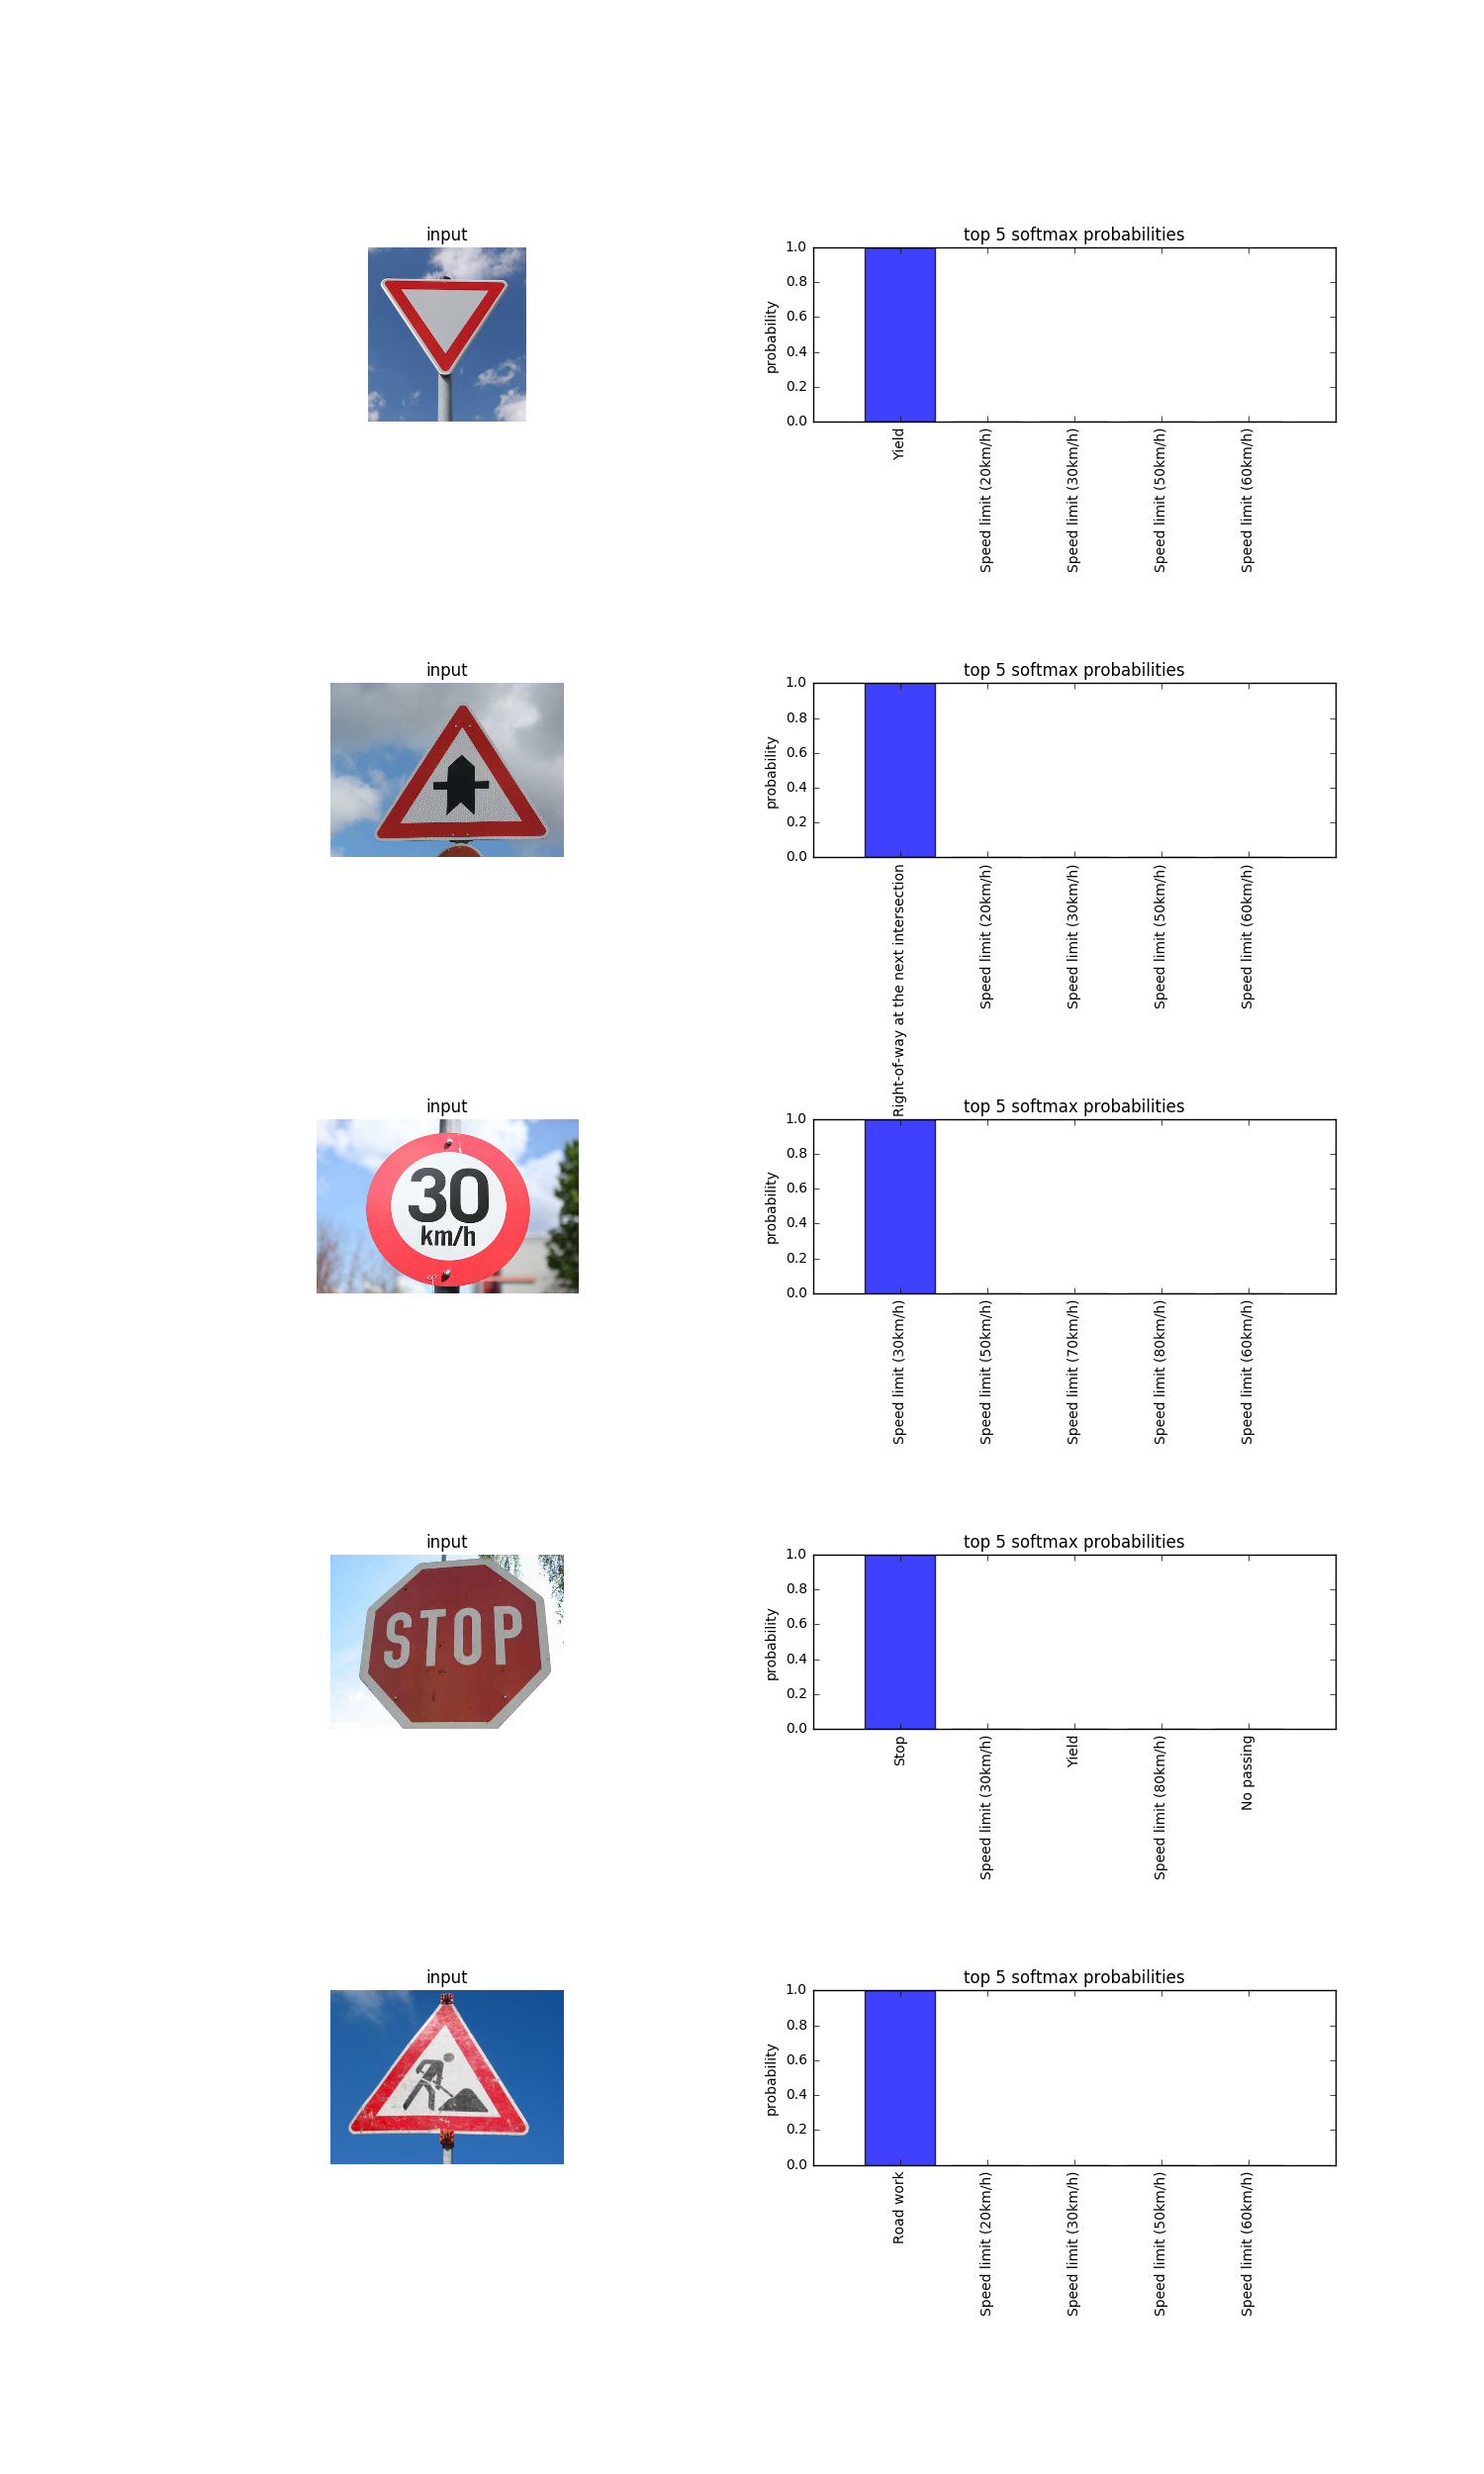 input
top 5 softmax probabilities
probability
1.0
0.8
0.6
0.4
0.2
0.0
Yield
Speed limit (20km/h)
Speed limit (30km/h)
Speed limit (50km/h)
Speed limit (60km/h)
input
top 5 softmax probabilities
probability
1.0
0.8
0.6
0.4
0.2
0.0
Right-of-way at the next intersection
Speed limit (20km/h)
Speed limit (30km/h)
Speed limit (50km/h)
Speed limit (60km/h)
input
30
km/h
top 5 softmax probabilities
probability
1.0
0.8
0.6
0.4
0.2
0.0
Speed limit (30km/h)
Speed limit (50km/h)
Speed limit (70km/h)
Speed limit (80km/h)
Speed limit (60km/h)
input
STOP
top 5 softmax probabilities
probability
1.0
0.8
0.6
0.4
0.2
0.0
Stop
Speed limit (30km/h)
Yield
Speed limit (80km/h)
No passing
input
top 5 softmax probabilities
probability
1.0
0.8
0.6
0.4
0.2
0.0
Road work
Speed limit (20km/h)
Speed limit (30km/h)
Speed limit (50km/h)
Speed limit (60km/h)